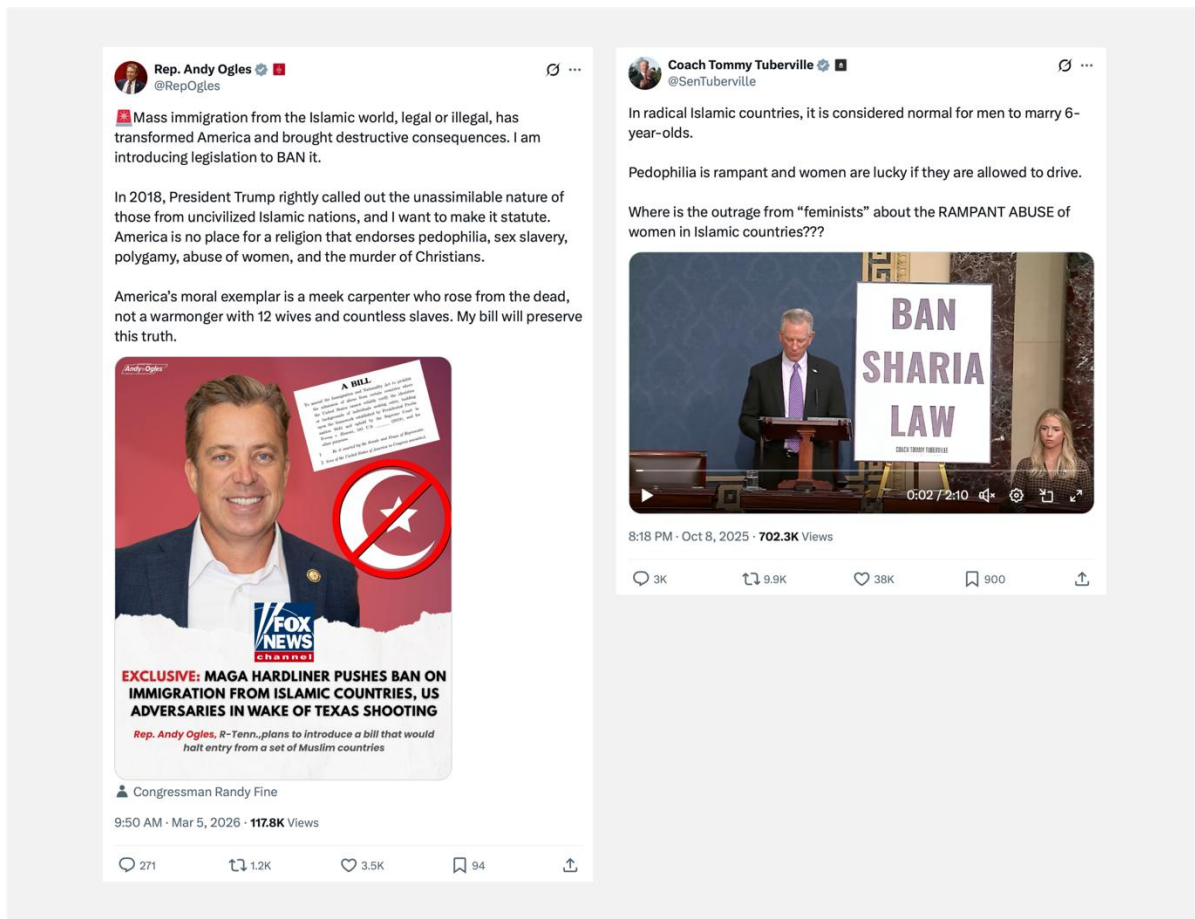 Rep. Andy Ogles
@RepOgles
🚨Mass immigration from the Islamic world, legal or illegal, has
transformed America and brought destructive consequences. I am
introducing legislation to BAN it.
In 2018, President Trump rightly called out the unassimilable nature of
those from uncivilized Islamic nations, and I want to make it statute.
America is no place for a religion that endorses pedophilia, sex slavery,
polygamy, abuse of women, and the murder of Christians.
America's moral exemplar is a meek carpenter who rose from the dead,
not a warmonger with 12 wives and countless slaves. My bill will preserve
this truth.
Andy Ogles
A BILL
FOX
NEWS
channel
EXCLUSIVE: MAGA HARDLINER PUSHES BAN ON
IMMIGRATION FROM ISLAMIC COUNTRIES, US
ADVERSARIES IN WAKE OF TEXAS SHOOTING
Rep. Andy Ogles, R-Tenn.,plans to introduce a bill that would
halt entry from a set of Muslim countries
Congressman Randy Fine
9:50 AM · Mar 5, 2026 · 117.8K Views
271
1.2K
3.5K
94
Coach Tommy Tuberville
@SenTuberville
In radical Islamic countries, it is considered normal for men to marry 6-
year-olds.
Pedophilia is rampant and women are lucky if they are allowed to drive.
Where is the outrage from “feminists” about the RAMPANT ABUSE of
women in Islamic countries???
BAN
SHARIA
LAW
COACH TOMMY TUBERVILLE
0:02 / 2:10
8:18 PM · Oct 8, 2025 · 702.3K Views
3K
9.9K
38K
900